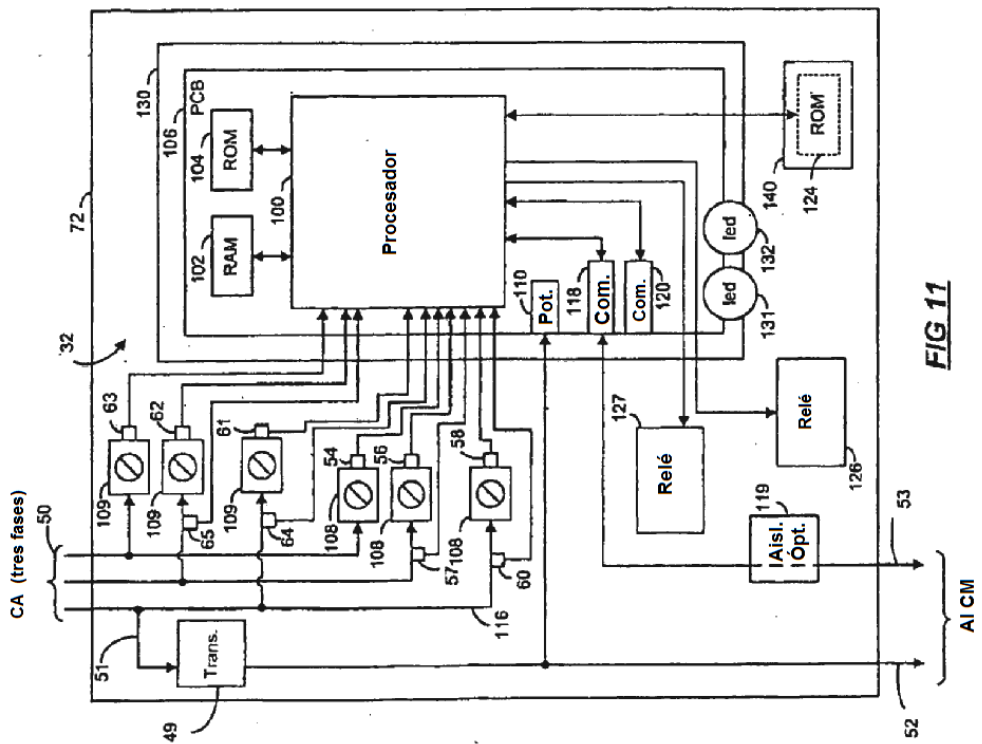 72
130
106
PCB
104
ROM
102
RAM
100
Procesador
32
CA (tres fases)
50
63
109
62
109
65
61
109
64
54
108
56
108
57
58
108
60
116
51
Trans.
49
110
Pot.
118
Com.
120
Com.
led
131
led
132
140
ROM
124
127
Relé
Relé
126
119
Aisl.
Ópt.
53
52
Al CM
FIG 11